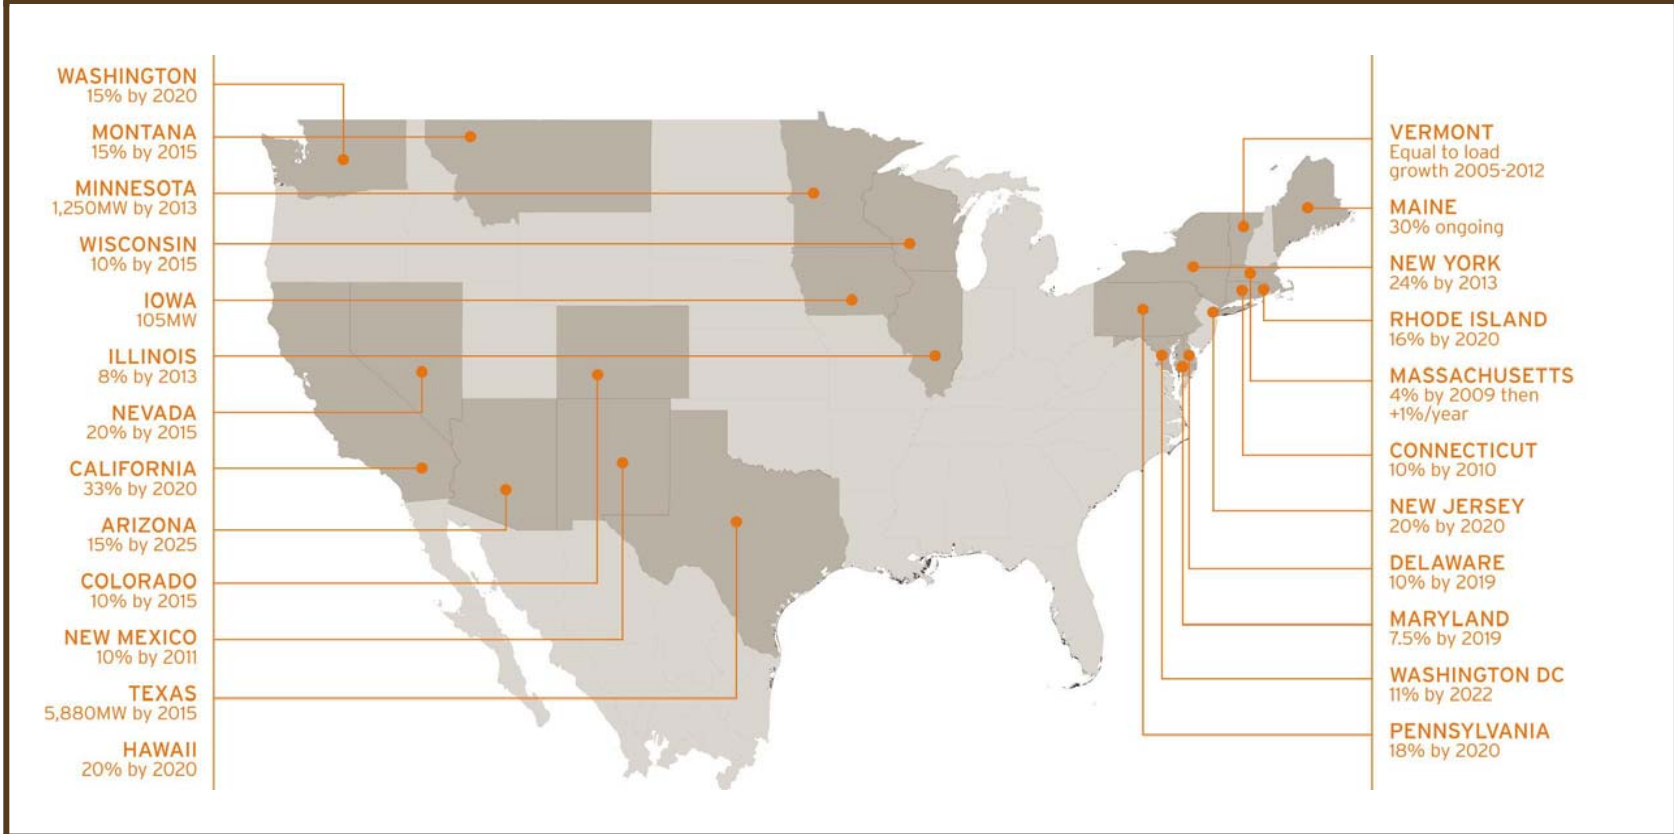 WASHINGTON
15% by 2020
MONTANA
15% by 2015
MINNESOTA
1,250MW by 2013
WISCONSIN
10% by 2015
IOWA
105MW
ILLINOIS
8% by 2013
NEVADA
20% by 2015
CALIFORNIA
33% by 2020
ARIZONA
15% by 2025
COLORADO
10% by 2015
NEW MEXICO
10% by 2011
TEXAS
5,880MW by 2015
HAWAII
20% by 2020
VERMONT
Equal to load
growth 2005-2012
MAINE
30% ongoing
NEW YORK
24% by 2013
RHODE ISLAND
16% by 2020
MASSACHUSETTS
4% by 2009 then
+1%/year
CONNECTICUT
10% by 2010
NEW JERSEY
20% by 2020
DELAWARE
10% by 2019
MARYLAND
7.5% by 2019
WASHINGTON DC
11% by 2022
PENNSYLVANIA
18% by 2020